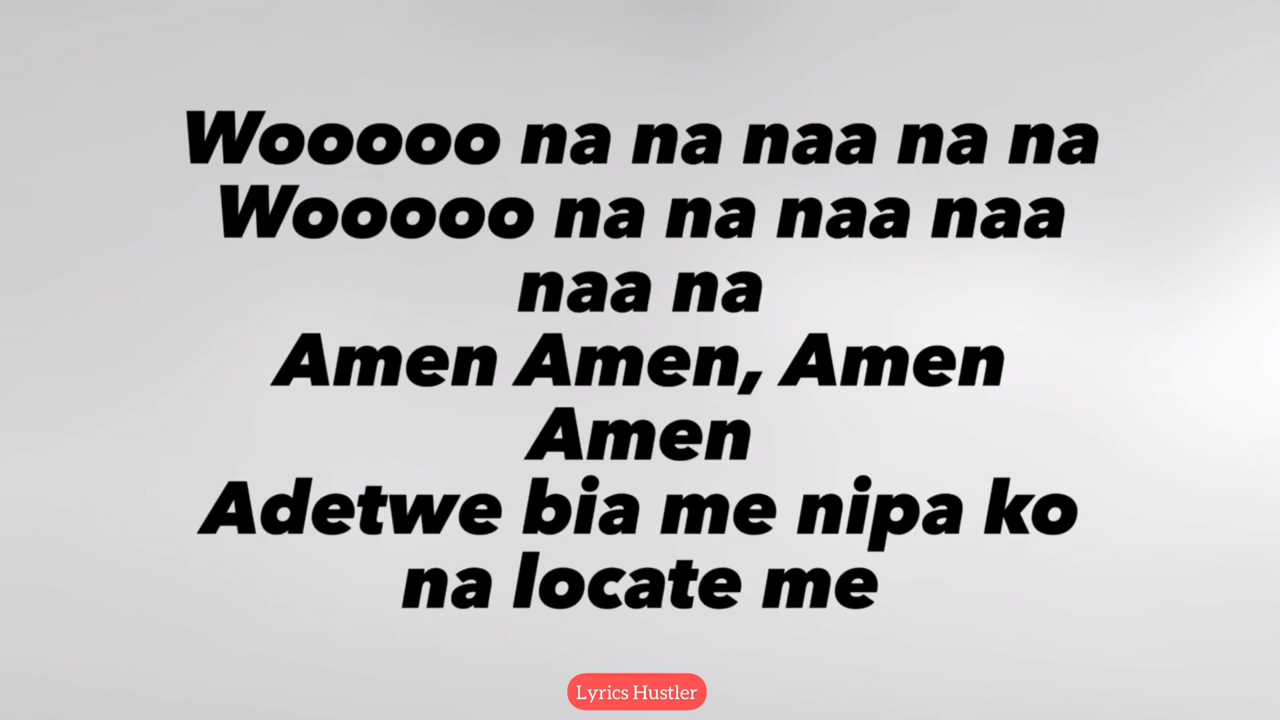 Wooooo na na naa na na
Wooooo na na naa naa
naa na
Amen Amen, Amen
Amen
Adetwe bia me nipa ko
na locate me
Lyrics Hustler